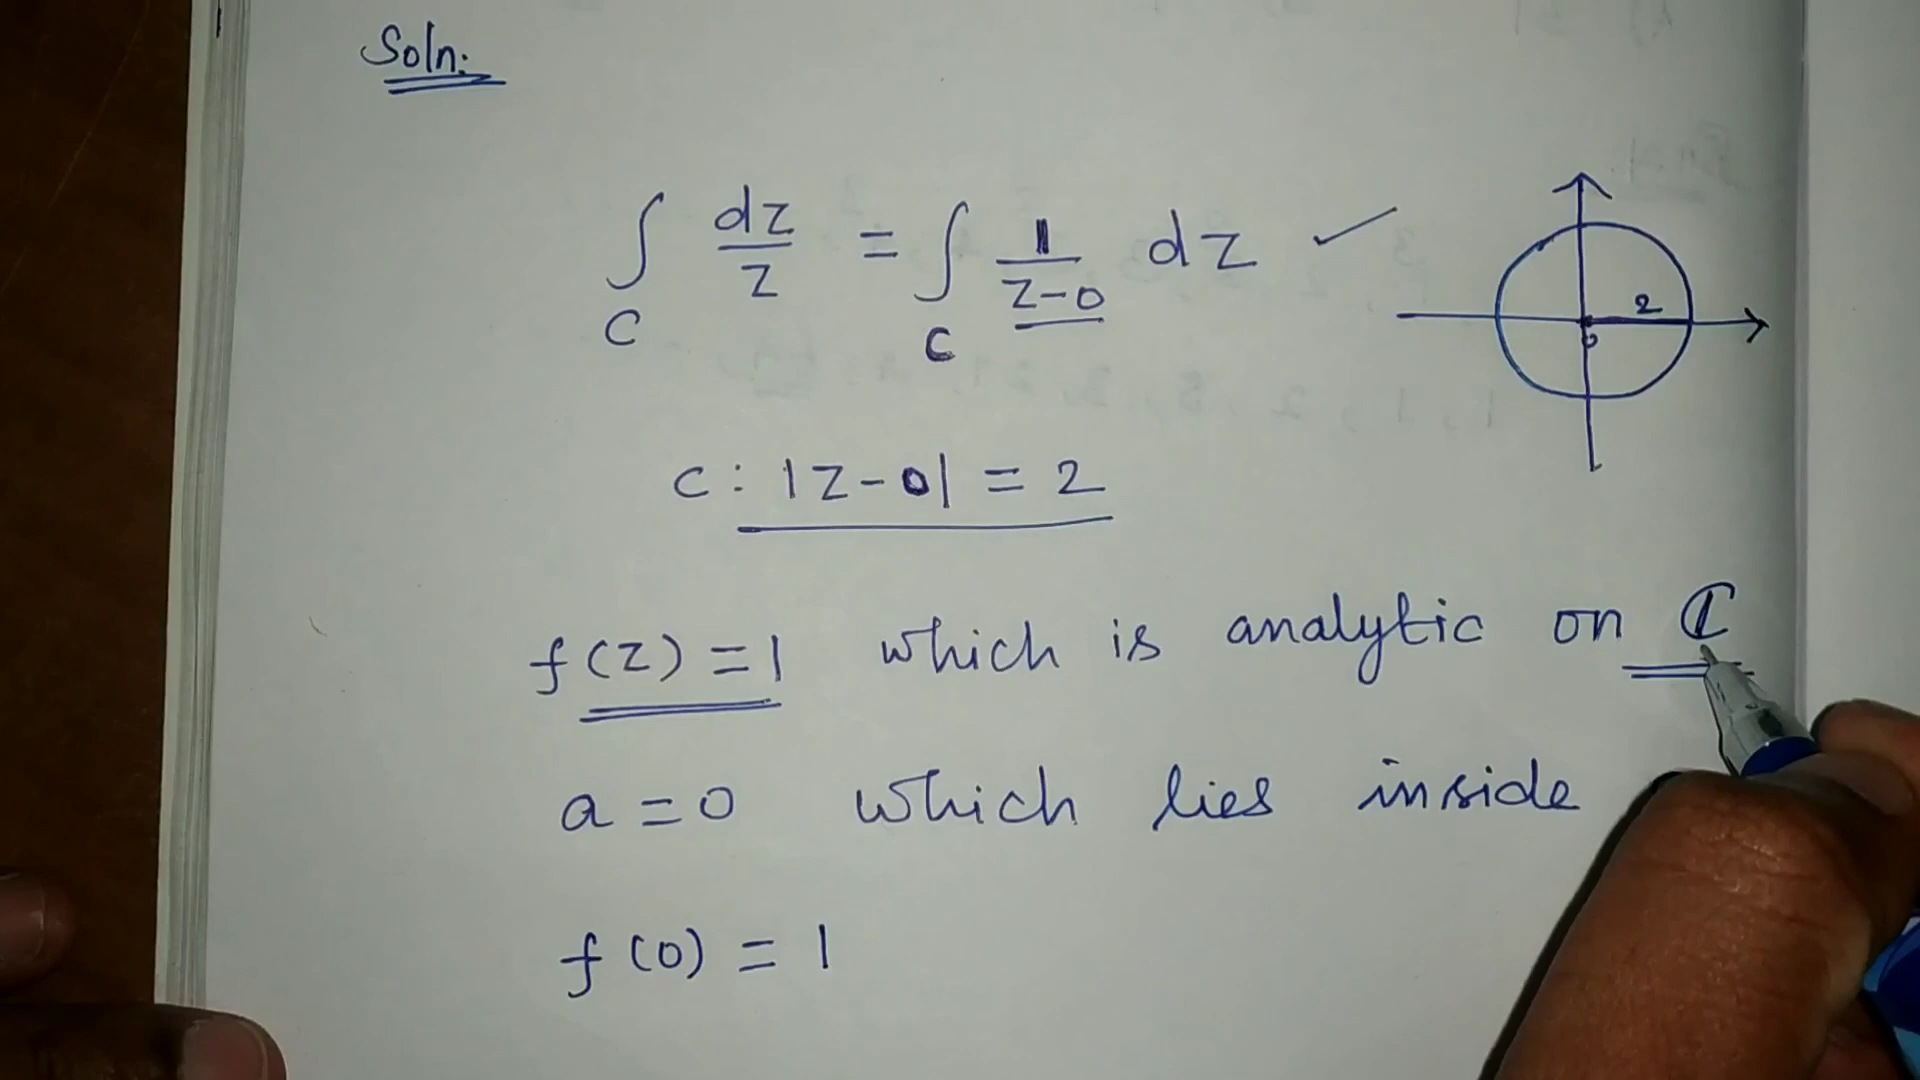 Soln:
∫_C dz/z = ∫_C 1/(z-0) dz ✓
2
0
C: |z-0| = 2
f(z) = 1 which is analytic on ℂ
a = 0 which lies inside
f(0) = 1